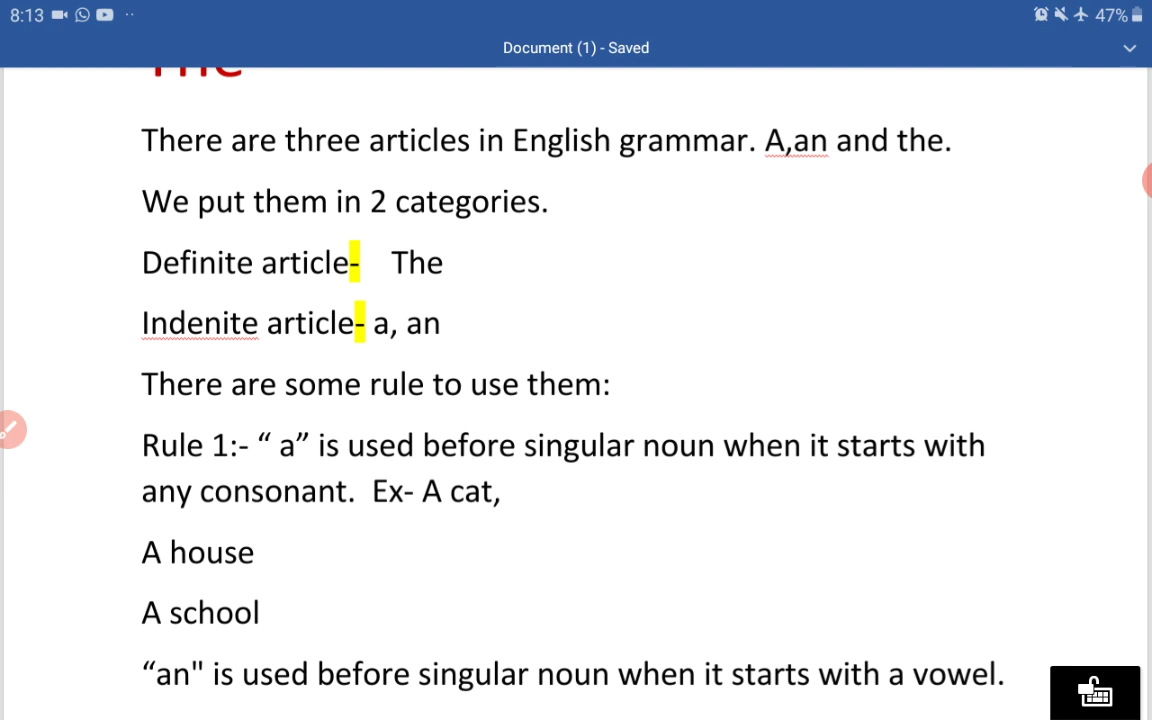 8:13
47%
Document (1) - Saved
The
There are three articles in English grammar. A,an and the.
We put them in 2 categories.
Definite article- The
Indenite article- a, an
There are some rule to use them:
Rule 1:- “ a” is used before singular noun when it starts with
any consonant. Ex- A cat,
A house
A school
“an" is used before singular noun when it starts with a vowel.